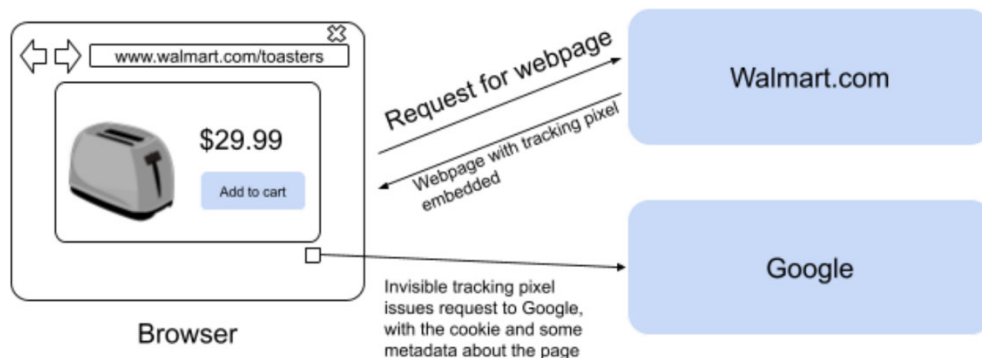 www.walmart.com/toasters
$29.99
Add to cart
Browser
Request for webpage
Webpage with tracking pixel
embedded
Walmart.com
Google
Invisible tracking pixel
issues request to Google,
with the cookie and some
metadata about the page